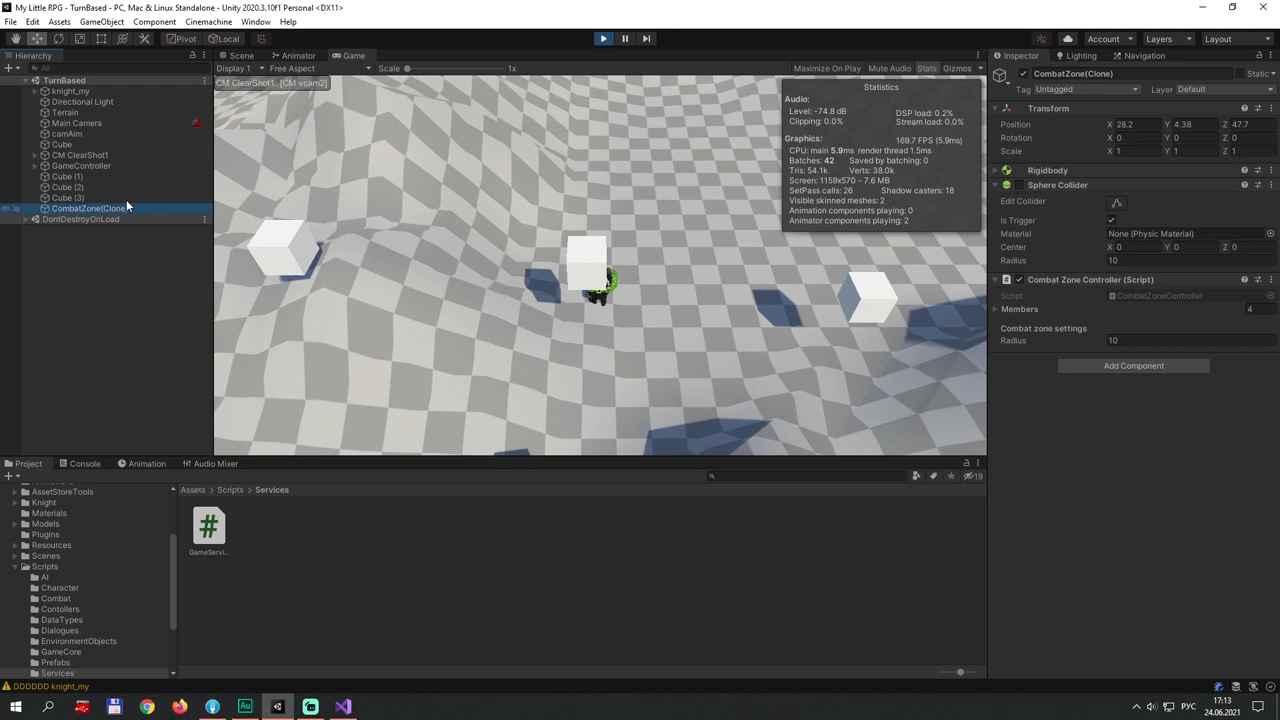 My Little RPG - TurnBased - PC, Mac & Linux Standalone - Unity 2020.3.10f1 Personal <DX11>
File Edit Assets GameObject Component Cinemachine Window Help
Pivot Local Account Layers Layout
Hierarchy
All
TurnBased
knight_my
Directional Light
Terrain
Main Camera
camAim
Cube
CM ClearShot1
GameController
Cube (1)
Cube (2)
Cube (3)
CombatZone(Clone)
DontDestroyOnLoad
Scene Animator Game
Display 1 Free Aspect Scale 1x Maximize On Play Mute Audio Stats Gizmos
CM ClearShot1: [CM vcam2]
Statistics
Audio:
Level: -74.8 dB DSP load: 0.2%
Clipping: 0.0% Stream load: 0.0%
Graphics: 169.7 FPS (5.9ms)
CPU: main 5.9ms render thread 1.5ms
Batches: 42 Saved by batching: 0
Tris: 54.1k Verts: 38.0k
Screen: 1159x570 - 7.6 MB
SetPass calls: 26 Shadow casters: 18
Visible skinned meshes: 2
Animation components playing: 0
Animator components playing: 2
Inspector Lighting Navigation
CombatZone(Clone) Static
Tag Untagged Layer Default
Transform
Position X 28.2 Y 4.38 Z 47.7
Rotation X 0 Y 0 Z 0
Scale X 1 Y 1 Z 1
Rigidbody
Sphere Collider
Edit Collider
Is Trigger
Material None (Physic Material)
Center X 0 Y 0 Z 0
Radius 10
Combat Zone Controller (Script)
Script CombatZoneController
Members 4
Combat zone settings
Radius 10
Add Component
Project Console Animation Audio Mixer
19
AssetStoreTools
Knight
Materials
Models
Plugins
Resources
Scenes
Scripts
AI
Character
Combat
Contollers
DataTypes
Dialogues
EnvironmentObjects
GameCore
Prefabs
Services
Assets Scripts Services
#
GameServi...
DDDDDD knight_my
Au
РУС
17:13
24.06.2021